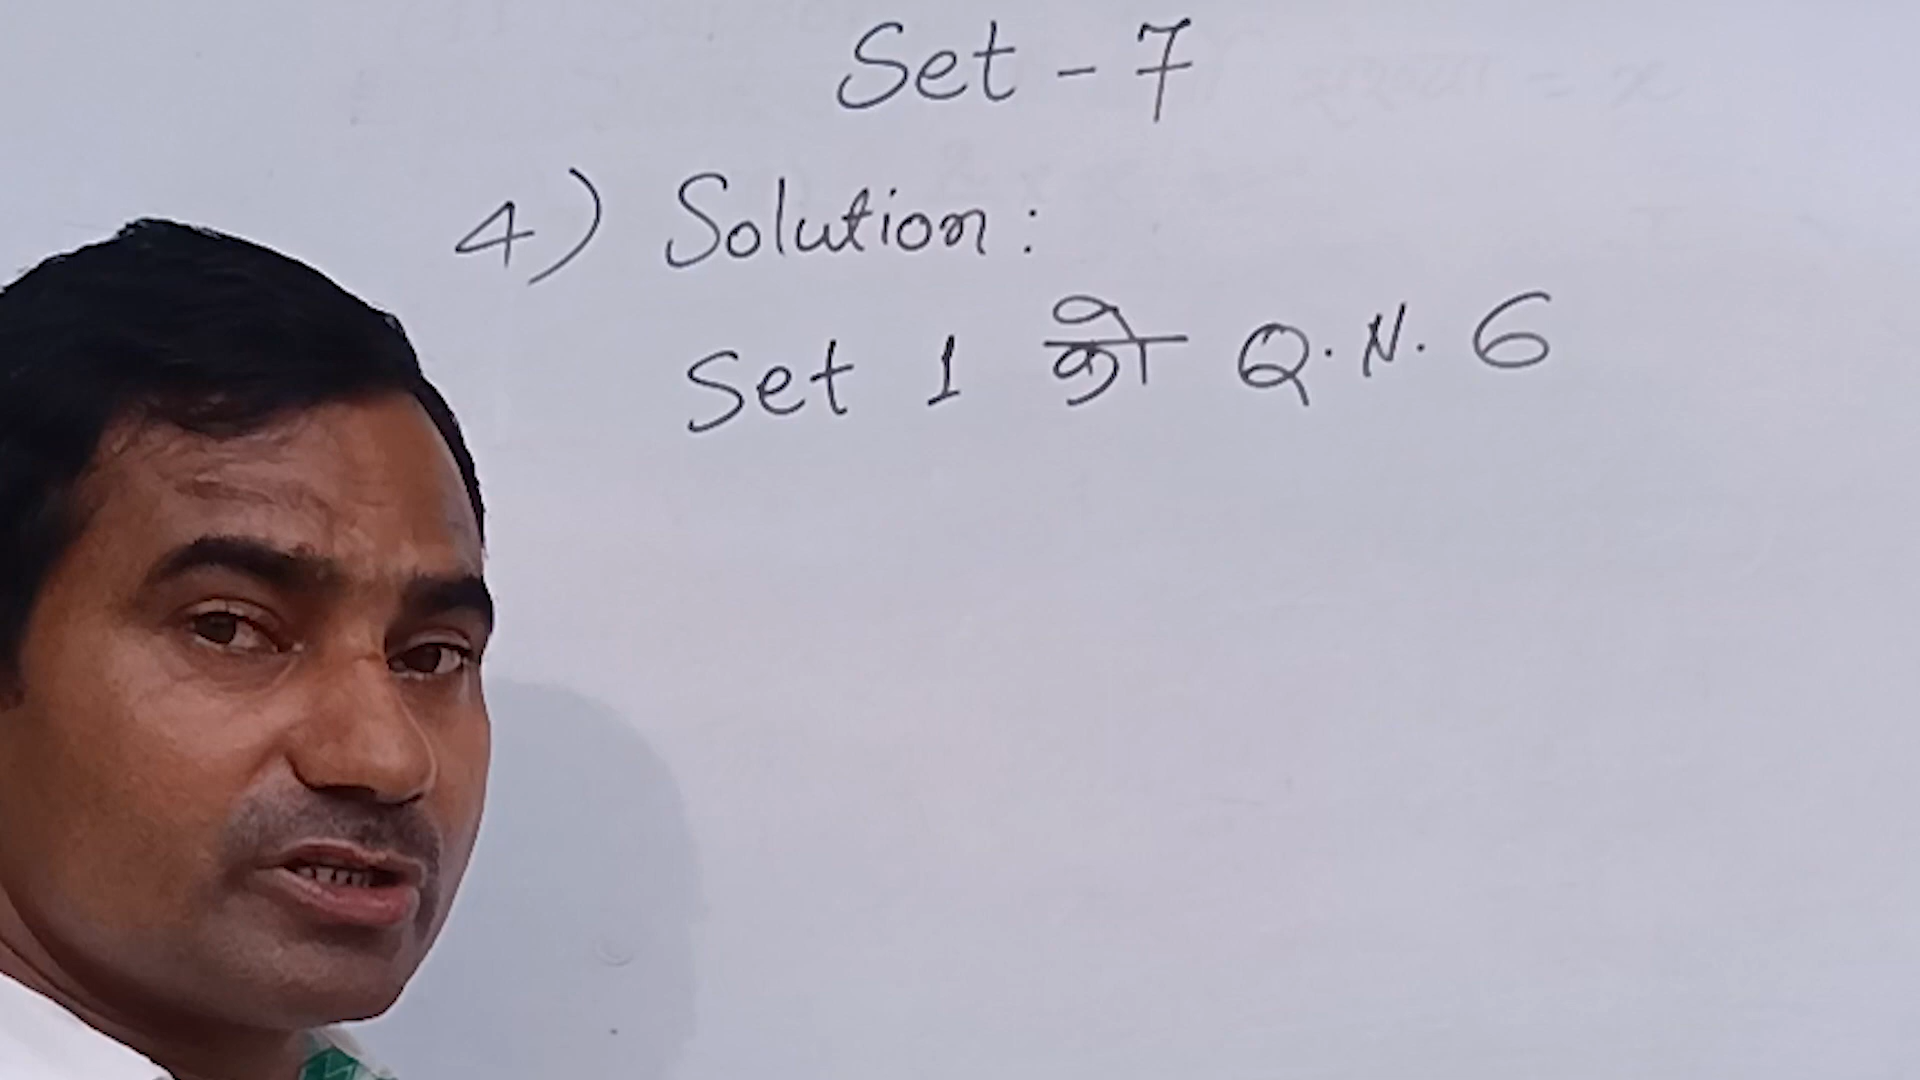 Set - 7
4) Solution:
Set 1 को Q.N. 6